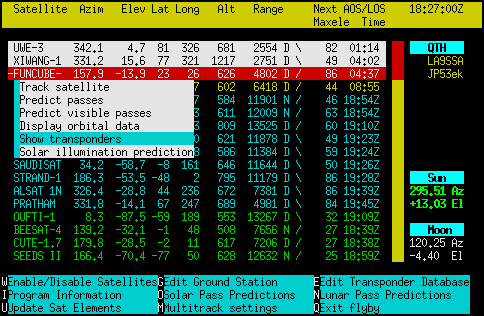 Satellite Azim Elev Lat Long Alt Range Next AOS/LOS 18:27:00Z
Maxele Time
UWE-3 342.1 4.7 81 326 681 2554 D \ 82 01:14 QTH
XIWANG-1 331.2 15.6 77 321 1217 2751 D \ 49 04:02 LA9SSA
-FUNCUBE- 157.9 -13.9 23 26 626 4802 D / 86 04:37 JP53ek
Track satellite 7 602 6418 D / 44 08:55
Predict passes 7 584 11901 N / 46 18:54Z
Predict visible passes 3 611 12009 N / 63 18:54Z
Display orbital data 3 809 13525 D / 60 19:10Z
Show transponders 0 621 11878 D \ 49 19:23Z
Solar illumination prediction 8 586 11384 D \ 59 19:24Z
SAUDISAT 34.2 -58.7 -8 161 646 11644 D \ 50 19:26Z
STRAND-1 186.3 -53.5 -48 2 795 11179 D \ 86 19:28Z
ALSAT 1N 326.4 -28.8 44 236 672 7381 D \ 86 19:39Z Sun
PRATHAM 331.8 -14.1 67 247 689 4981 D \ 84 19:45Z 295.51 Az
OUFTI-1 8.3 -87.5 -59 189 553 13267 D \ 32 19:09Z +13.03 El
BEESAT-4 139.2 -32.1 -1 48 508 7656 N / 27 18:39Z Moon
CUTE-1.7 179.8 -28.5 -2 11 617 7206 D / 27 18:38Z 120.25 Az
SEEDS II 166.4 -70.4 -77 50 628 12632 N / 25 18:59Z -4.40 El
W Enable/Disable Satellites G Edit Ground Station E Edit Transponder Database
I Program Information O Solar Pass Predictions N Lunar Pass Predictions
U Update Sat Elements M Multitrack settings Q Exit flyby